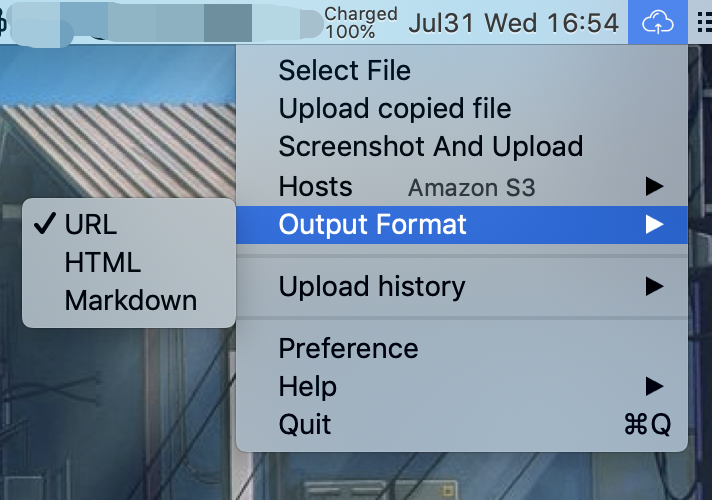 Charged
100%
Jul31 Wed 16:54
Select File
Upload copied file
Screenshot And Upload
Hosts Amazon S3
Output Format
URL
HTML
Markdown
Upload history
Preference
Help
Quit ⌘Q